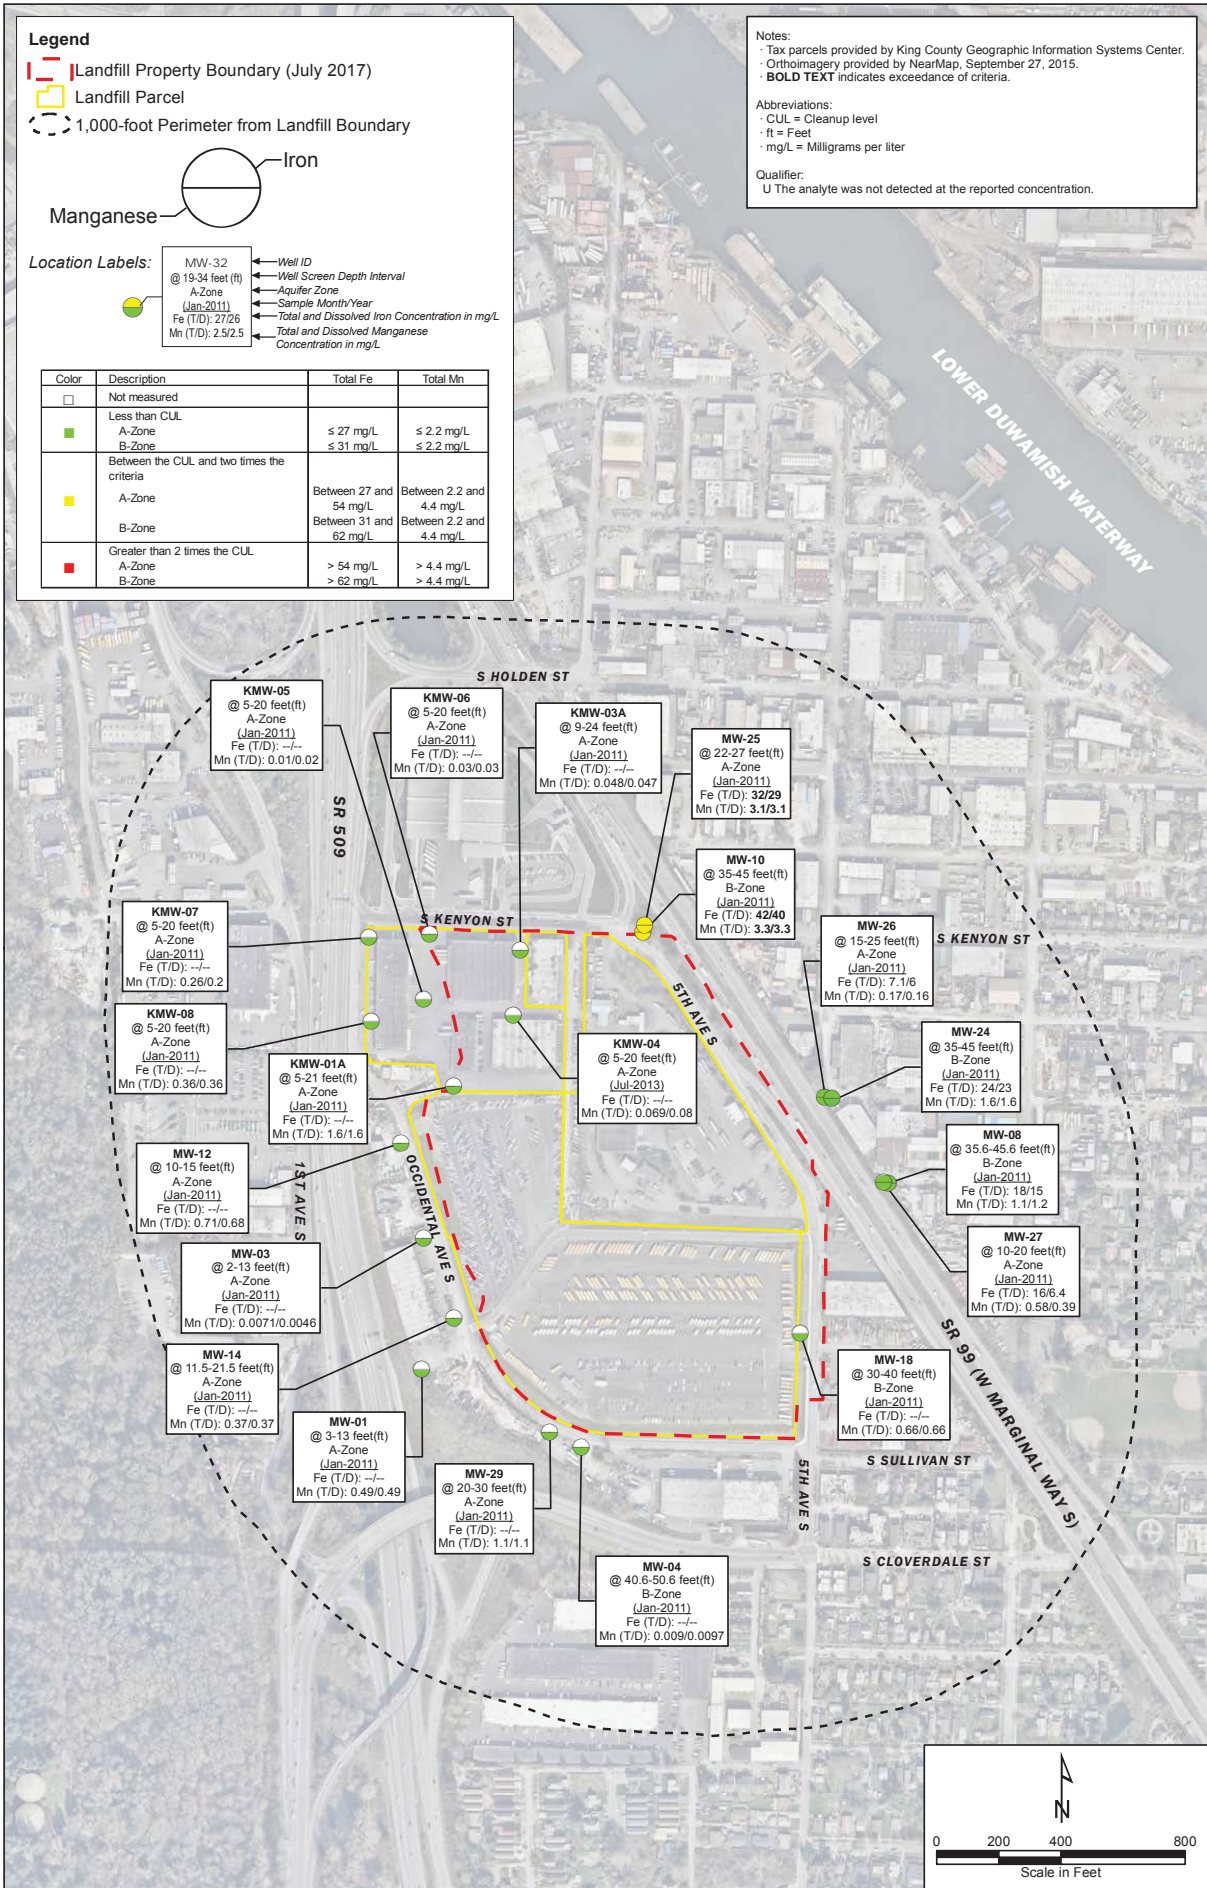 Legend
Landfill Property Boundary (July 2017)
Landfill Parcel
1,000-foot Perimeter from Landfill Boundary
Iron
Manganese
Location Labels:
MW-32
@ 19-34 feet (ft)
A-Zone
(Jan-2011)
Fe (T/D): 27/26
Mn (T/D): 2.5/2.5
Well ID
Well Screen Depth Interval
Aquifer Zone
Sample Month/Year
Total and Dissolved Iron Concentration in mg/L
Total and Dissolved Manganese
Concentration in mg/L
Color Description Total Fe Total Mn
Not measured
Less than CUL
A-Zone ≤ 27 mg/L ≤ 2.2 mg/L
B-Zone ≤ 31 mg/L ≤ 2.2 mg/L
Between the CUL and two times the
criteria
A-Zone Between 27 and Between 2.2 and
54 mg/L 4.4 mg/L
B-Zone Between 31 and Between 2.2 and
62 mg/L 4.4 mg/L
Greater than 2 times the CUL
A-Zone > 54 mg/L > 4.4 mg/L
B-Zone > 62 mg/L > 4.4 mg/L
Notes:
· Tax parcels provided by King County Geographic Information Systems Center.
· Orthoimagery provided by NearMap, September 27, 2015.
· BOLD TEXT indicates exceedance of criteria.
Abbreviations:
· CUL = Cleanup level
· ft = Feet
· mg/L = Milligrams per liter
Qualifier:
U The analyte was not detected at the reported concentration.
LOWER DUWAMISH WATERWAY
S HOLDEN ST
KMW-05
@ 5-20 feet(ft)
A-Zone
(Jan-2011)
Fe (T/D): --/--
Mn (T/D): 0.01/0.02
KMW-06
@ 5-20 feet(ft)
A-Zone
(Jan-2011)
Fe (T/D): --/--
Mn (T/D): 0.03/0.03
KMW-03A
@ 9-24 feet(ft)
A-Zone
(Jan-2011)
Fe (T/D): --/--
Mn (T/D): 0.048/0.047
MW-25
@ 22-27 feet(ft)
A-Zone
(Jan-2011)
Fe (T/D): 32/29
Mn (T/D): 3.1/3.1
SR 509
MW-10
@ 35-45 feet(ft)
B-Zone
(Jan-2011)
Fe (T/D): 42/40
Mn (T/D): 3.3/3.3
KMW-07
@ 5-20 feet(ft)
A-Zone
(Jan-2011)
Fe (T/D): --/--
Mn (T/D): 0.26/0.2
S KENYON ST
MW-26
@ 15-25 feet(ft)
A-Zone
(Jan-2011)
Fe (T/D): 7.1/6
Mn (T/D): 0.17/0.16
S KENYON ST
5TH AVE S
KMW-08
@ 5-20 feet(ft)
A-Zone
(Jan-2011)
Fe (T/D): --/--
Mn (T/D): 0.36/0.36
MW-24
@ 35-45 feet(ft)
B-Zone
(Jan-2011)
Fe (T/D): 24/23
Mn (T/D): 1.6/1.6
KMW-04
@ 5-20 feet(ft)
A-Zone
(Jul-2013)
Fe (T/D): --/--
Mn (T/D): 0.069/0.08
KMW-01A
@ 5-21 feet(ft)
A-Zone
(Jan-2011)
Fe (T/D): --/--
Mn (T/D): 1.6/1.6
MW-08
@ 35.6-45.6 feet(ft)
B-Zone
(Jan-2011)
Fe (T/D): 18/15
Mn (T/D): 1.1/1.2
MW-12
@ 10-15 feet(ft)
A-Zone
(Jan-2011)
Fe (T/D): --/--
Mn (T/D): 0.71/0.68
1ST AVE S
OCCIDENTAL AVE S
MW-27
@ 10-20 feet(ft)
A-Zone
(Jan-2011)
Fe (T/D): 16/6.4
Mn (T/D): 0.58/0.39
MW-03
@ 2-13 feet(ft)
A-Zone
(Jan-2011)
Fe (T/D): --/--
Mn (T/D): 0.0071/0.0046
MW-14
@ 11.5-21.5 feet(ft)
A-Zone
(Jan-2011)
Fe (T/D): --/--
Mn (T/D): 0.37/0.37
MW-18
@ 30-40 feet(ft)
B-Zone
(Jan-2011)
Fe (T/D): --/--
Mn (T/D): 0.66/0.66
SR 99 (W MARGINAL WAY S)
MW-01
@ 3-13 feet(ft)
A-Zone
(Jan-2011)
Fe (T/D): --/--
Mn (T/D): 0.49/0.49
MW-29
@ 20-30 feet(ft)
A-Zone
(Jan-2011)
Fe (T/D): --/--
Mn (T/D): 1.1/1.1
S SULLIVAN ST
5TH AVE S
S CLOVERDALE ST
MW-04
@ 40.6-50.6 feet(ft)
B-Zone
(Jan-2011)
Fe (T/D): --/--
Mn (T/D): 0.009/0.0097
N
0 200 400 800
Scale in Feet